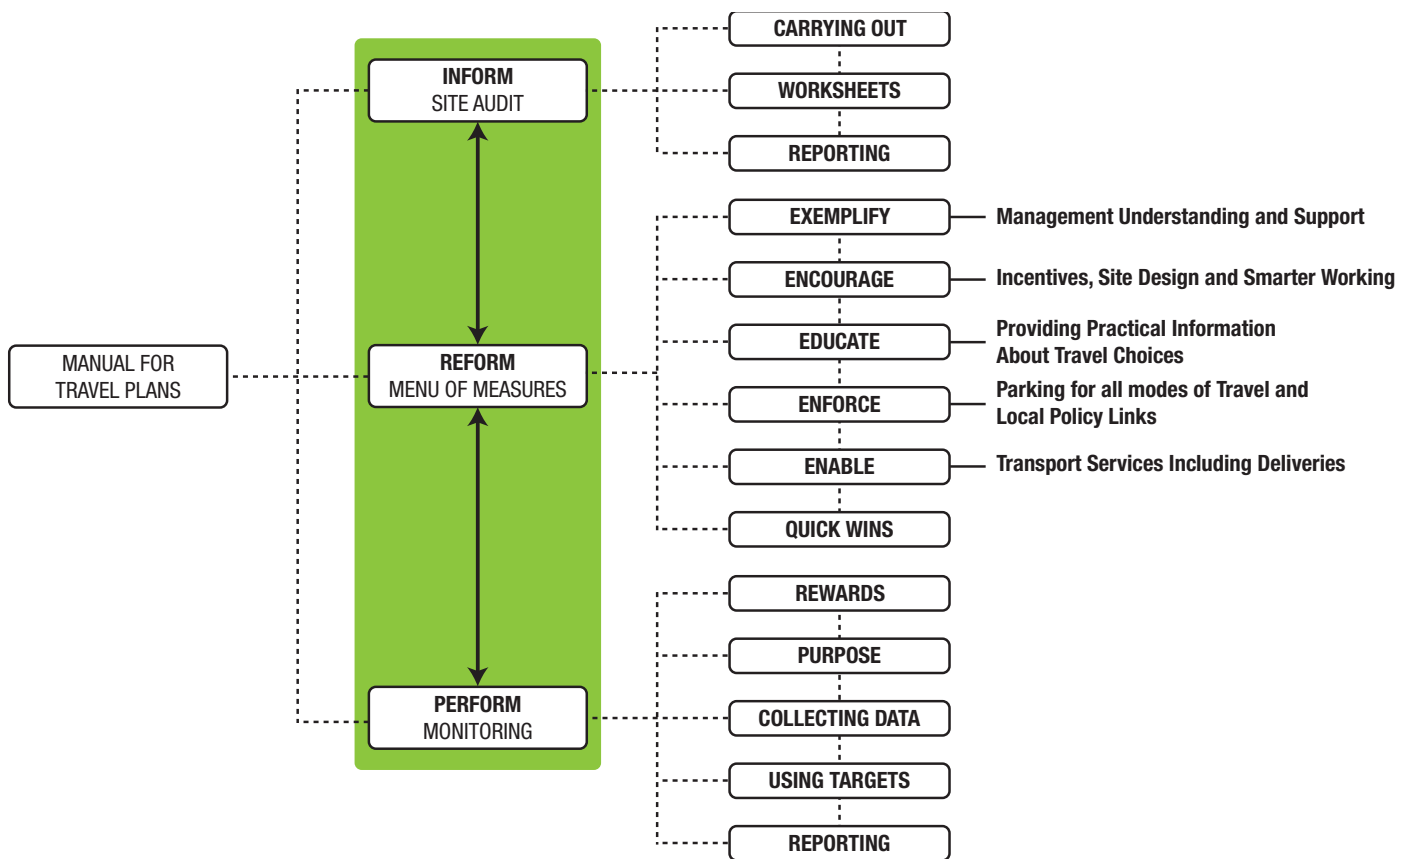 MANUAL FOR
TRAVEL PLANS
INFORM
SITE AUDIT
CARRYING OUT
WORKSHEETS
REPORTING
REFORM
MENU OF MEASURES
EXEMPLIFY
Management Understanding and Support
ENCOURAGE
Incentives, Site Design and Smarter Working
EDUCATE
Providing Practical Information
About Travel Choices
ENFORCE
Parking for all modes of Travel and
Local Policy Links
ENABLE
Transport Services Including Deliveries
QUICK WINS
PERFORM
MONITORING
REWARDS
PURPOSE
COLLECTING DATA
USING TARGETS
REPORTING